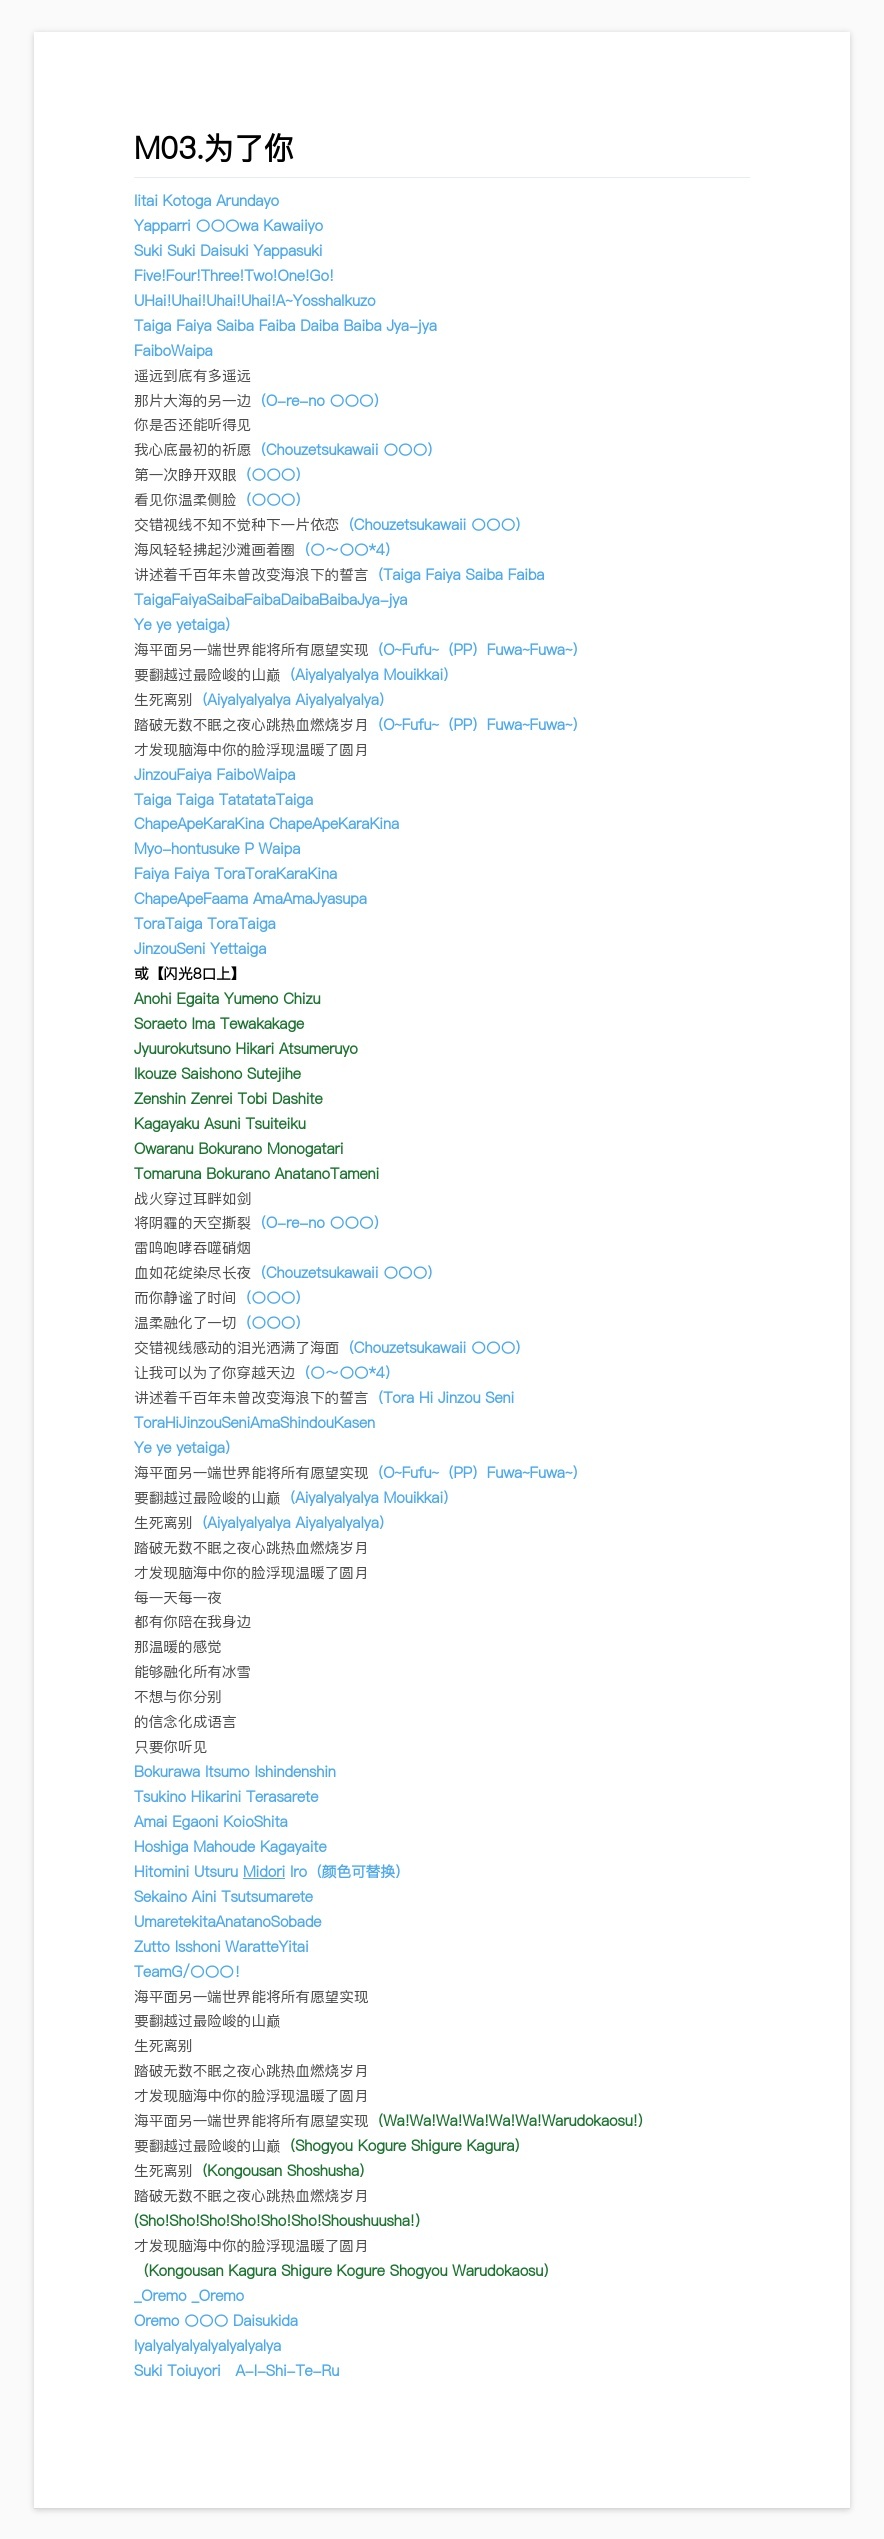 M03.为了你
Iitai Kotoga Arundayo
Yapparri 〇〇〇wa Kawaiiyo
Suki Suki Daisuki Yappasuki
Five!Four!Three!Two!One!Go!
UHai!Uhai!Uhai!Uhai!A~YosshaIkuzo
Taiga Faiya Saiba Faiba Daiba Baiba Jya-jya
FaiboWaipa
遥远到底有多遥远
那片大海的另一边（O-re-no 〇〇〇）
你是否还能听得见
我心底最初的祈愿（Chouzetsukawaii 〇〇〇）
第一次睁开双眼（〇〇〇）
看见你温柔侧脸（〇〇〇）
交错视线不知不觉种下一片依恋（Chouzetsukawaii 〇〇〇）
海风轻轻拂起沙滩画着圈（〇～〇〇*4）
讲述着千百年未曾改变海浪下的誓言（Taiga Faiya Saiba Faiba
TaigaFaiyaSaibaFaibaDaibaBaibaJya-jya
Ye ye yetaiga）
海平面另一端世界能将所有愿望实现（O~Fufu~（PP）Fuwa~Fuwa~）
要翻越过最险峻的山巅（AiyaIyaIyaIya Mouikkai）
生死离别（AiyaIyaIyaIya AiyaIyaIyaIya）
踏破无数不眠之夜心跳热血燃烧岁月（O~Fufu~（PP）Fuwa~Fuwa~）
才发现脑海中你的脸浮现温暖了圆月
JinzouFaiya FaiboWaipa
Taiga Taiga TatatataTaiga
ChapeApeKaraKina ChapeApeKaraKina
Myo-hontusuke P Waipa
Faiya Faiya ToraToraKaraKina
ChapeApeFaama AmaAmaJyasupa
ToraTaiga ToraTaiga
JinzouSeni Yettaiga
或【闪光8口上】
Anohi Egaita Yumeno Chizu
Soraeto Ima Tewakakage
Jyuurokutsuno Hikari Atsumeruyo
Ikouze Saishono Sutejihe
Zenshin Zenrei Tobi Dashite
Kagayaku Asuni Tsuiteiku
Owaranu Bokurano Monogatari
Tomaruna Bokurano AnatanoTameni
战火穿过耳畔如剑
将阴霾的天空撕裂（O-re-no 〇〇〇）
雷鸣咆哮吞噬硝烟
血如花绽染尽长夜（Chouzetsukawaii 〇〇〇）
而你静谧了时间（〇〇〇）
温柔融化了一切（〇〇〇）
交错视线感动的泪光洒满了海面（Chouzetsukawaii 〇〇〇）
让我可以为了你穿越天边（〇～〇〇*4）
讲述着千百年未曾改变海浪下的誓言（Tora Hi Jinzou Seni
ToraHiJinzouSeniAmaShindouKasen
Ye ye yetaiga）
海平面另一端世界能将所有愿望实现（O~Fufu~（PP）Fuwa~Fuwa~）
要翻越过最险峻的山巅（AiyaIyaIyaIya Mouikkai）
生死离别（AiyaIyaIyaIya AiyaIyaIyaIya）
踏破无数不眠之夜心跳热血燃烧岁月
才发现脑海中你的脸浮现温暖了圆月
每一天每一夜
都有你陪在我身边
那温暖的感觉
能够融化所有冰雪
不想与你分别
的信念化成语言
只要你听见
Bokurawa Itsumo Ishindenshin
Tsukino Hikarini Terasarete
Amai Egaoni KoioShita
Hoshiga Mahoude Kagayaite
Hitomini Utsuru Midori Iro（颜色可替换）
Sekaino Aini Tsutsumarete
UmaretekitaAnatanoSobade
Zutto Isshoni WaratteYitai
TeamG/〇〇〇！
海平面另一端世界能将所有愿望实现
要翻越过最险峻的山巅
生死离别
踏破无数不眠之夜心跳热血燃烧岁月
才发现脑海中你的脸浮现温暖了圆月
海平面另一端世界能将所有愿望实现（Wa!Wa!Wa!Wa!Wa!Wa!Warudokaosu!）
要翻越过最险峻的山巅（Shogyou Kogure Shigure Kagura）
生死离别（Kongousan Shoshusha）
踏破无数不眠之夜心跳热血燃烧岁月
(Sho!Sho!Sho!Sho!Sho!Sho!Shoushuusha!）
才发现脑海中你的脸浮现温暖了圆月
（Kongousan Kagura Shigure Kogure Shogyou Warudokaosu）
_Oremo _Oremo
Oremo 〇〇〇 Daisukida
IyaIyaIyaIyaIyaIyaIyaIya
Suki Toiuyori　A-I-Shi-Te-Ru